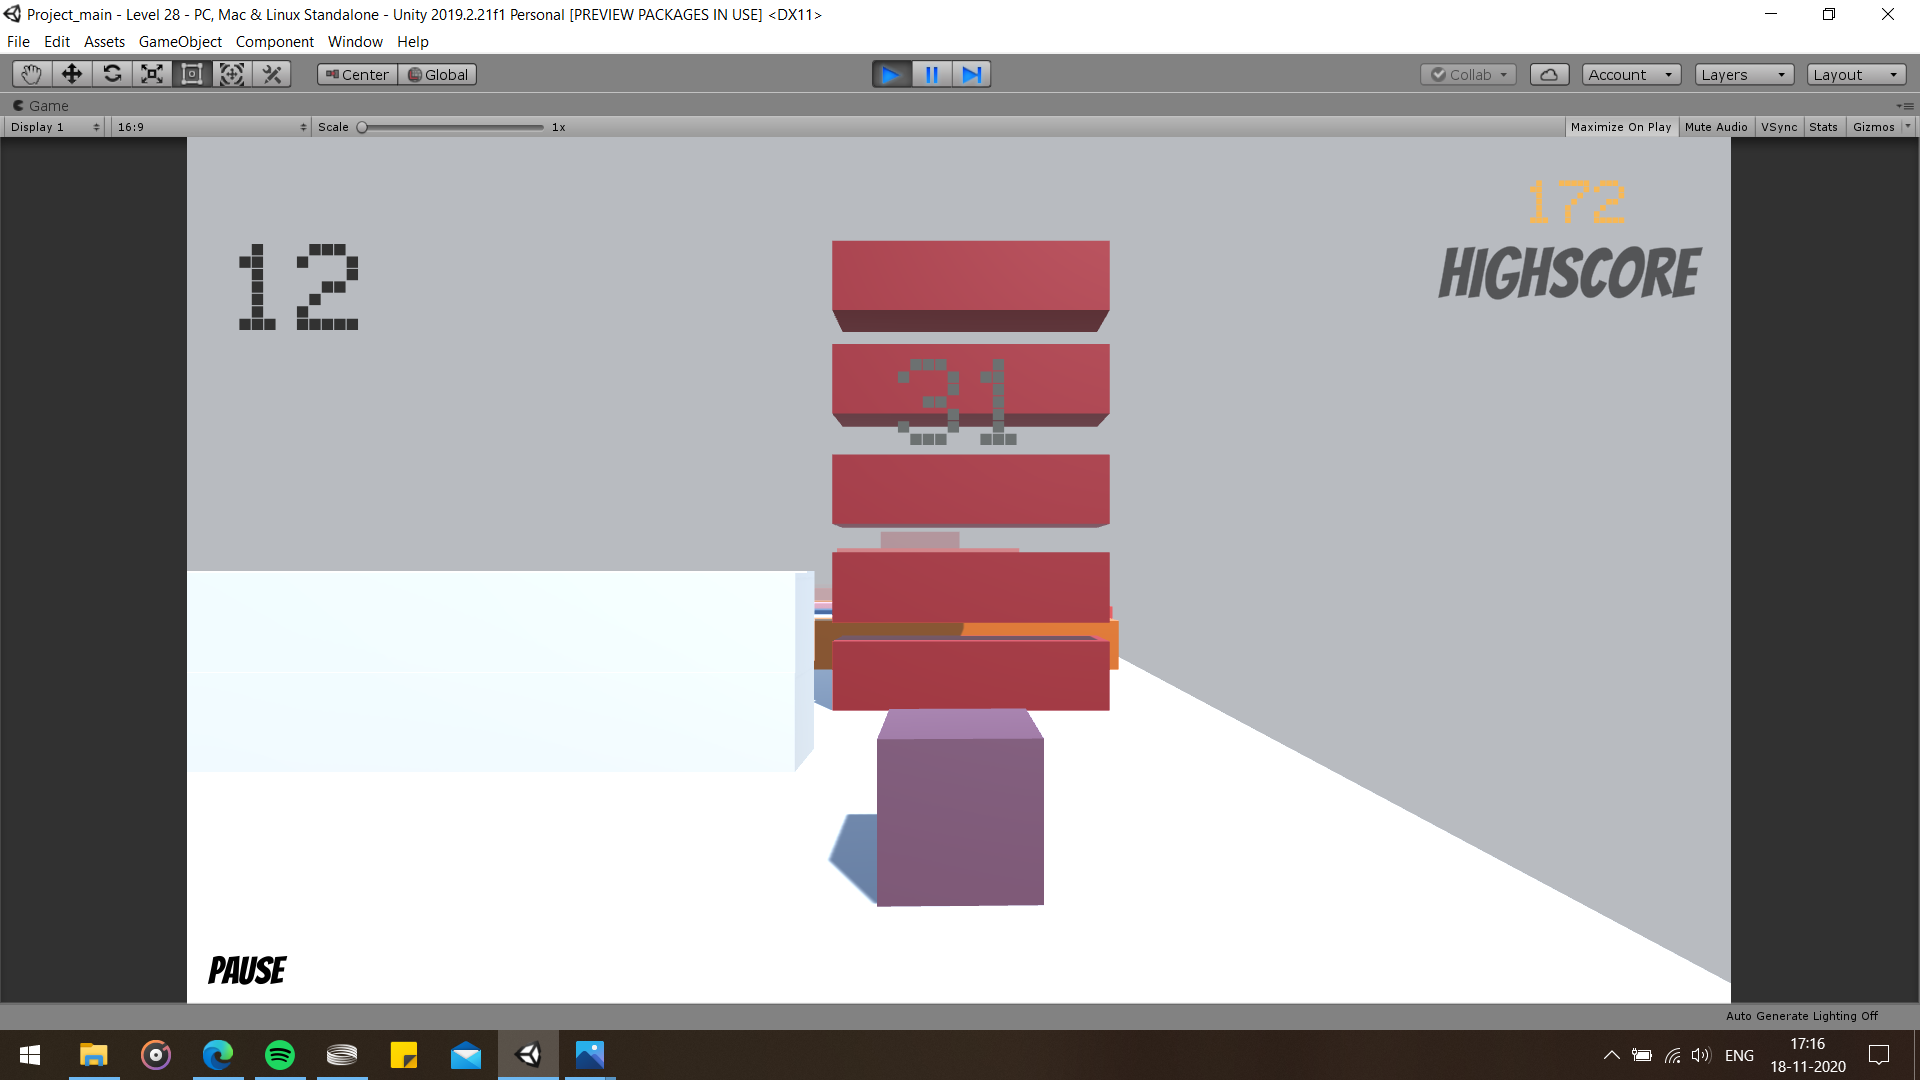 Project_main - Level 28 - PC, Mac & Linux Standalone - Unity 2019.2.21f1 Personal [PREVIEW PACKAGES IN USE] <DX11>
File Edit Assets GameObject Component Window Help
Center Global Collab Account Layers Layout
Game
Display 1 16:9 Scale 1x Maximize On Play Mute Audio VSync Stats Gizmos
172
12 HIGHSCORE
31
PAUSE
Auto Generate Lighting Off
ENG 17:16
18-11-2020